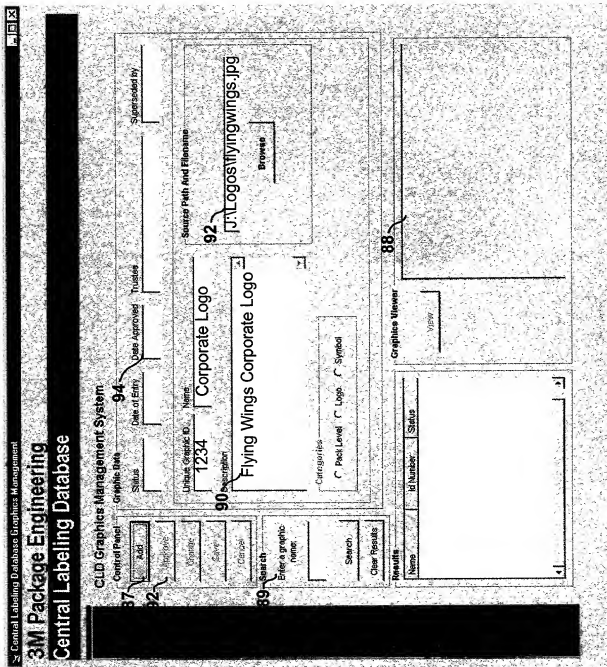 Central Labeling Database Graphics Management
3M Package Engineering
Central Labeling Database
CLD Graphics Management System
Control Panel
87
Add
92
Approve
Update
Save
Cancel
89
Search
Enter a graphic
name:
Search
Clear Results
Graphic Data
Status
Date of Entry
94
Date Approved
Trustee
Superseded by
Unique Graphic ID
Name
1234
Corporate Logo
90
Description
Flying Wings Corporate Logo
Categories
Pack Level
Logo
Symbol
Source Path And Filename
92
J:\Logos\flyingwings.jpg
Browse
Results
Name
Id Number
Status
Graphics Viewer
View
88